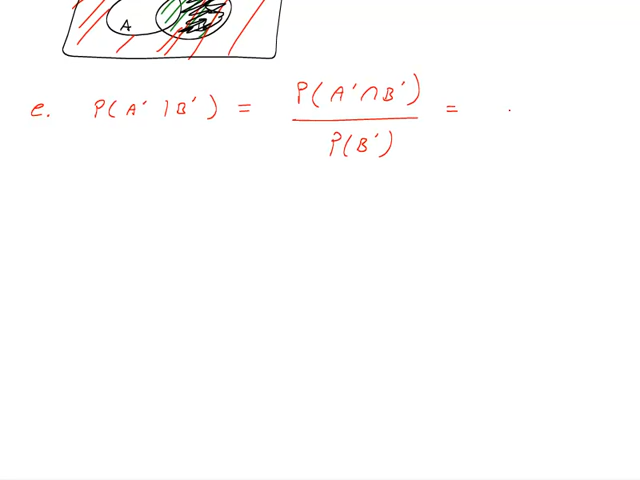 A
e. P(A' | B') = P(A' ∩ B') / P(B') =